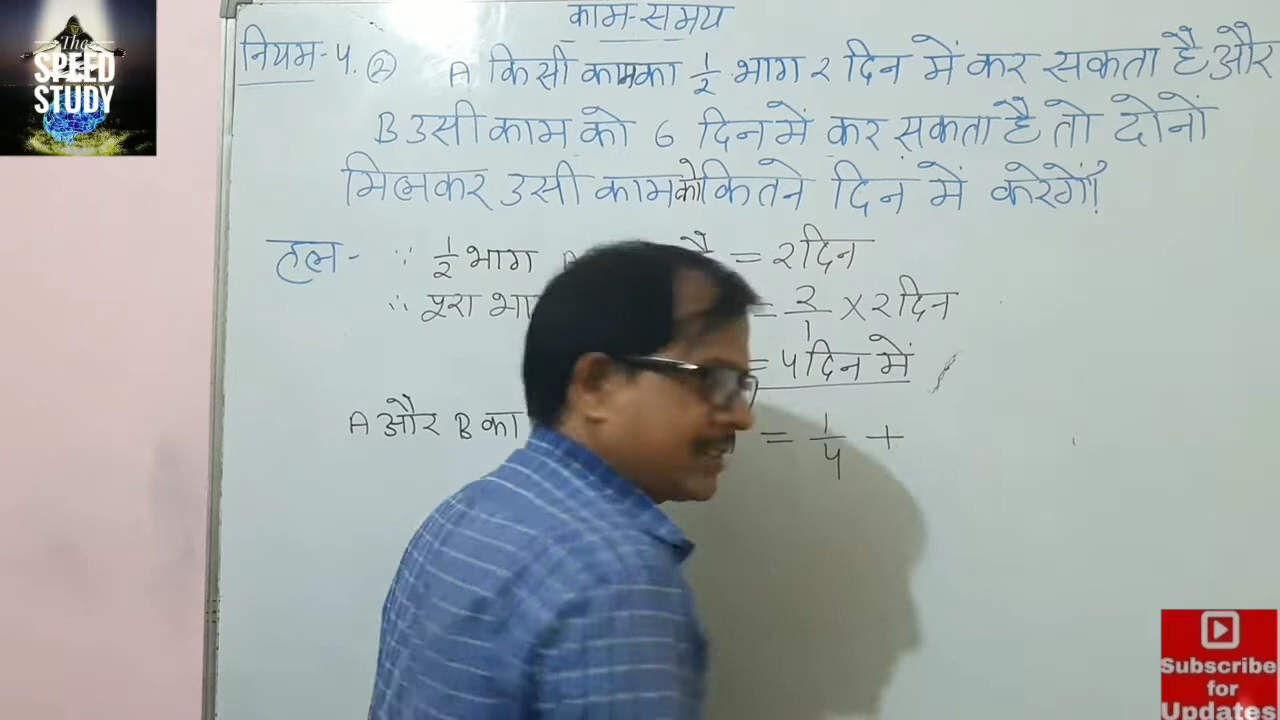 The
SPEED
STUDY
काम-समय
नियम-4. ② A किसी काम का 1/2 भाग 2 दिन में कर सकता है और
B उसी काम को 6 दिन में कर सकता है तो दोनों
मिलकर उसी काम को कितने दिन में करेगें?
हल- ∵ 1/2 भाग = 2 दिन
∴ पूरा = 2/1 × 2 दिन
= 4 दिन में
A और B का = 1/4 +
Subscribe
for
Updates